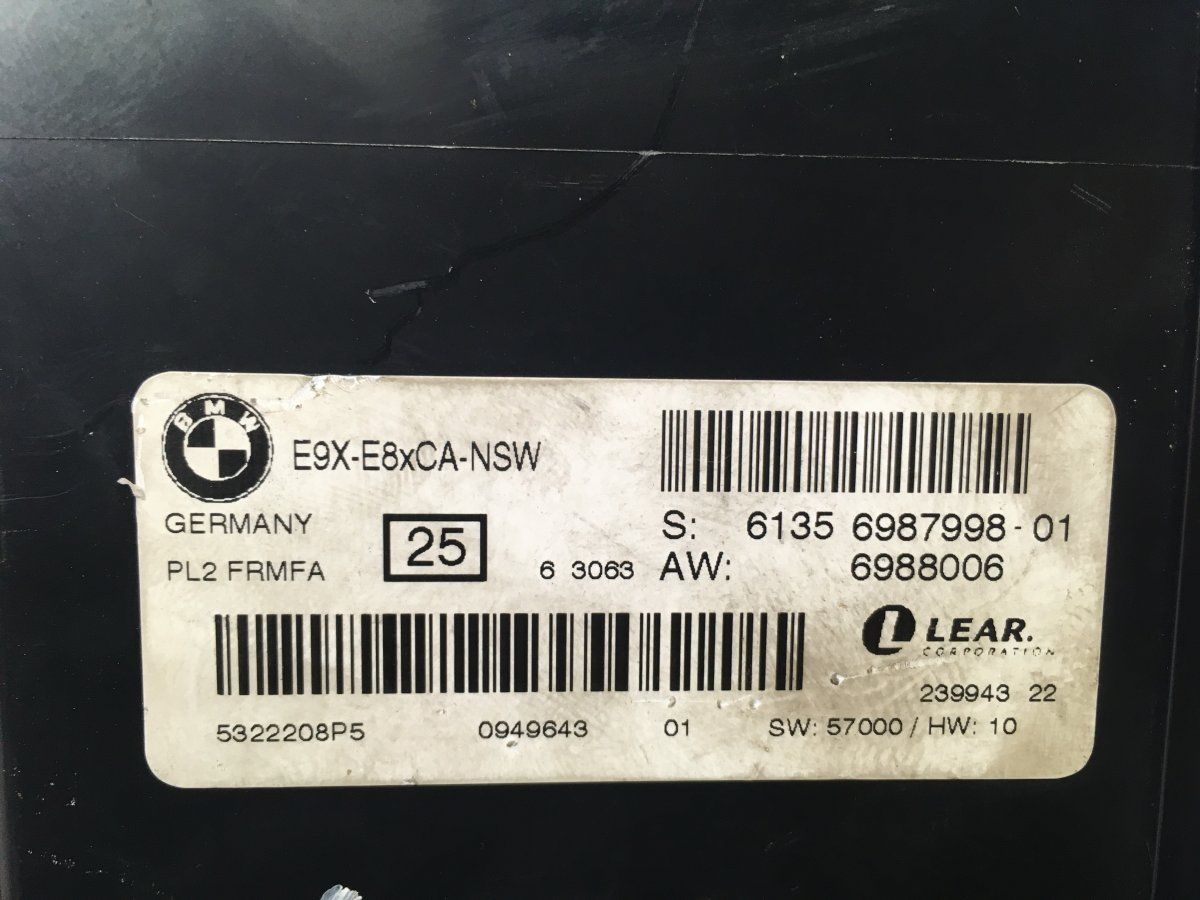 BMW
E9X-E8xCA-NSW
GERMANY
PL2 FRMFA
25
6 3063
S: 6135 6987998-01
AW: 6988006
L LEAR.
CORPORATION
239943 22
5322208P5 0949643 01 SW: 57000 / HW: 10